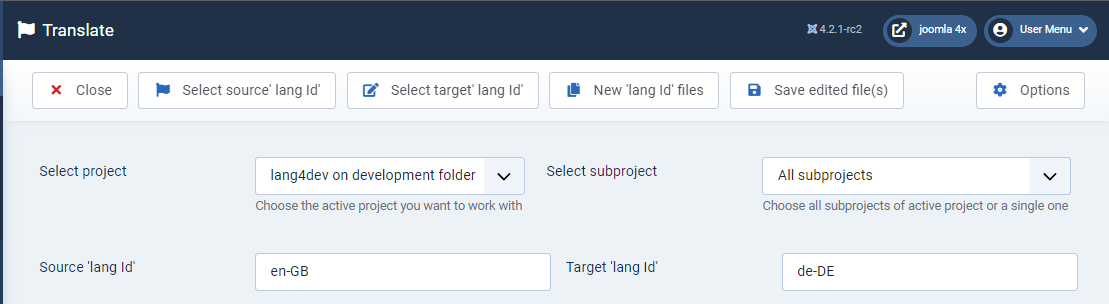 Translate
4.2.1-rc2
joomla 4x
User Menu
Close
Select source' lang Id'
Select target' lang Id'
New 'lang Id' files
Save edited file(s)
Options
Select project
lang4dev on development folder
Choose the active project you want to work with
Select subproject
All subprojects
Choose all subprojects of active project or a single one
Source 'lang Id'
en-GB
Target 'lang Id'
de-DE